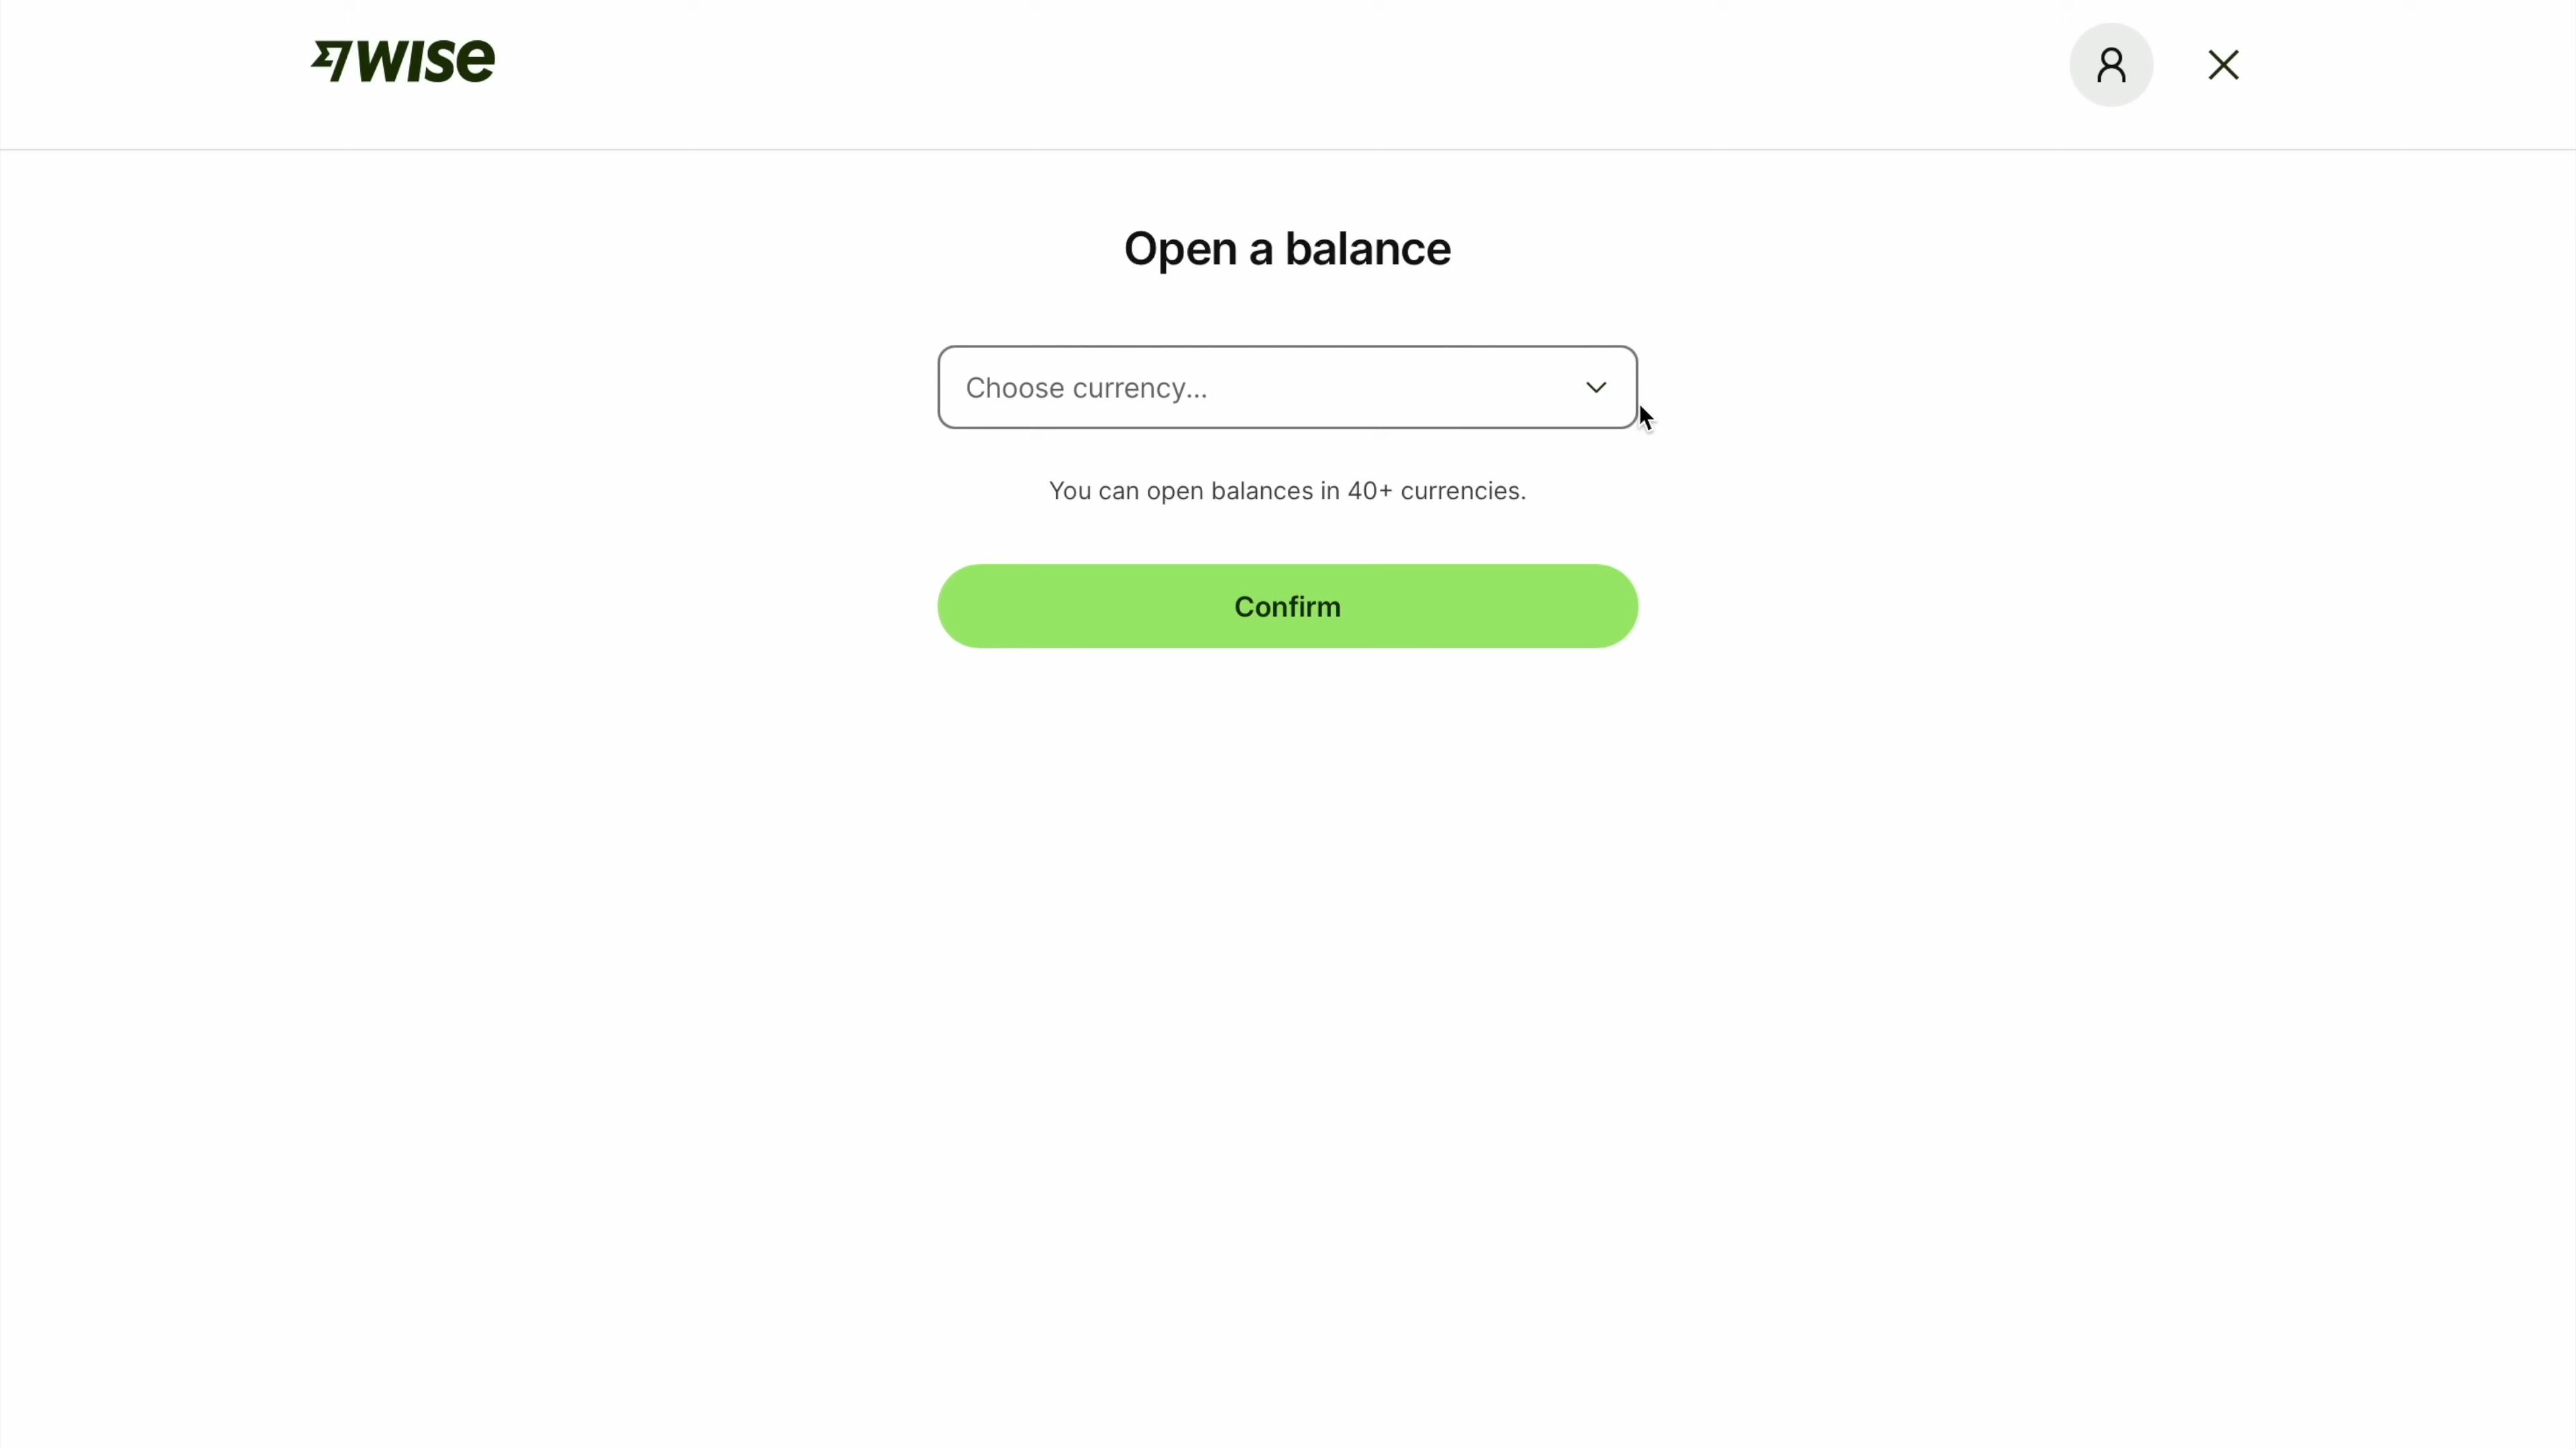 WISE
Open a balance
Choose currency...
You can open balances in 40+ currencies.
Confirm